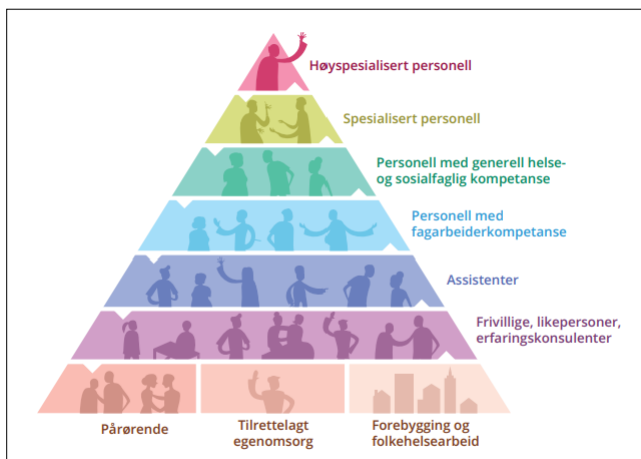 Høyspesialisert personell
Spesialisert personell
Personell med generell helse-
og sosialfaglig kompetanse
Personell med
fagarbeiderkompetanse
Assistenter
Frivillige, likepersoner,
erfaringskonsulenter
Pårørende
Tilrettelagt
egenomsorg
Forebygging og
folkehelsearbeid